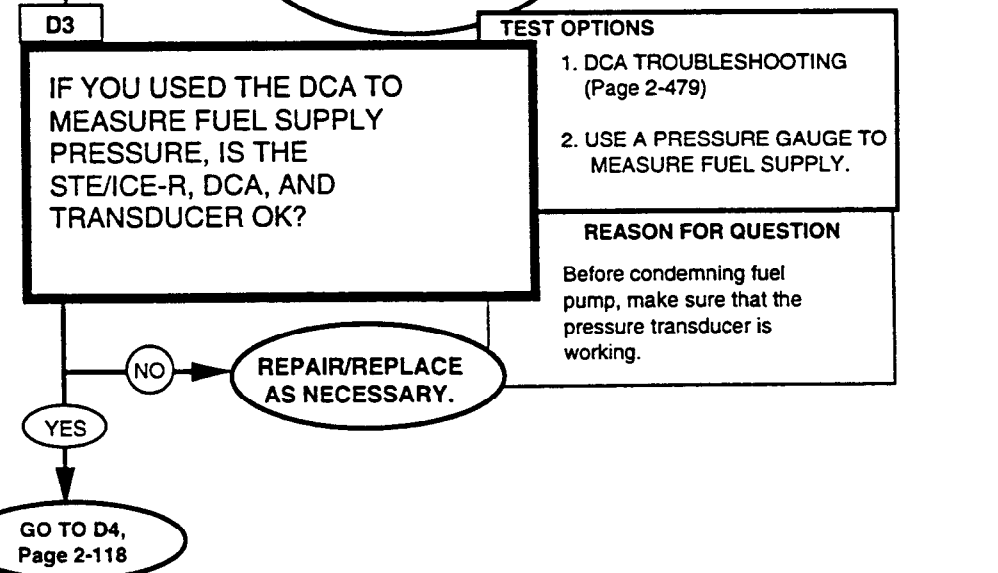 D3
IF YOU USED THE DCA TO
MEASURE FUEL SUPPLY
PRESSURE, IS THE
STE/ICE-R, DCA, AND
TRANSDUCER OK?
TEST OPTIONS
1. DCA TROUBLESHOOTING
(Page 2-479)
2. USE A PRESSURE GAUGE TO
MEASURE FUEL SUPPLY.
REASON FOR QUESTION
Before condemning fuel
pump, make sure that the
pressure transducer is
working.
NO
REPAIR/REPLACE
AS NECESSARY.
YES
GO TO D4,
Page 2-118